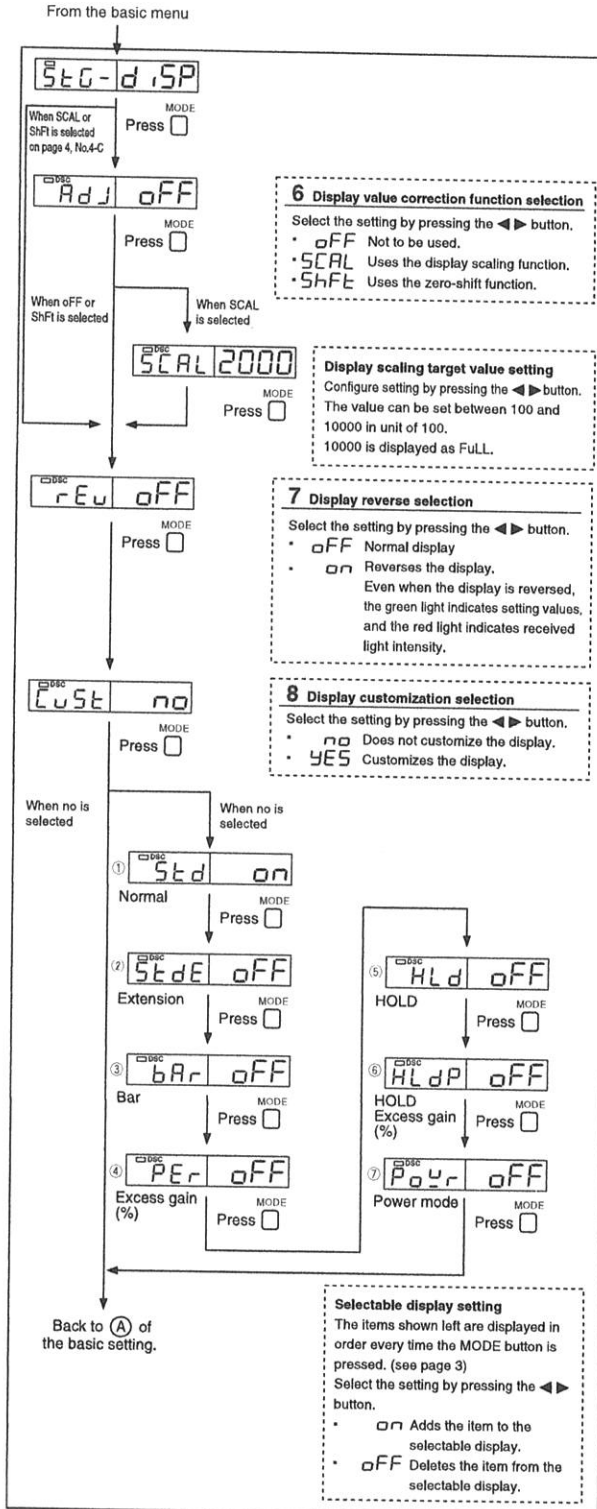 From the basic menu
StG- diSP
When SCAL or
ShFt is selected
on page 4, No.4-C
MODE
Press
DSC
AdJ oFF
MODE
Press
6 Display value correction function selection
Select the setting by pressing the ◀ ▶ button.
• oFF Not to be used.
• SCAL Uses the display scaling function.
• ShFt Uses the zero-shift function.
When oFF or
ShFt is selected
When SCAL
is selected
DSC
SCAL 2000
MODE
Press
Display scaling target value setting
Configure setting by pressing the ◀ ▶ button.
The value can be set between 100 and
10000 in unit of 100.
10000 is displayed as FuLL.
DSC
rEv oFF
MODE
Press
7 Display reverse selection
Select the setting by pressing the ◀ ▶ button.
• oFF Normal display
• on Reverses the display.
Even when the display is reversed,
the green light indicates setting values,
and the red light indicates received
light intensity.
DSC
CuSt no
MODE
Press
8 Display customization selection
Select the setting by pressing the ◀ ▶ button.
• no Does not customize the display.
• YES Customizes the display.
When no is
selected
When no is
selected
① DSC
Std on
Normal
MODE
Press
② DSC
StdE oFF
Extension
MODE
Press
③ DSC
bAr oFF
Bar
MODE
Press
④ DSC
PEr oFF
Excess gain
(%)
MODE
Press
⑤ DSC
HLd oFF
HOLD
MODE
Press
⑥ DSC
HLdP oFF
HOLD
Excess gain
(%)
MODE
Press
⑦ DSC
Powr oFF
Power mode
MODE
Press
Back to Ⓐ of
the basic setting.
Selectable display setting
The items shown left are displayed in
order every time the MODE button is
pressed. (see page 3)
Select the setting by pressing the ◀ ▶
button.
• on Adds the item to the
selectable display.
• oFF Deletes the item from the
selectable display.